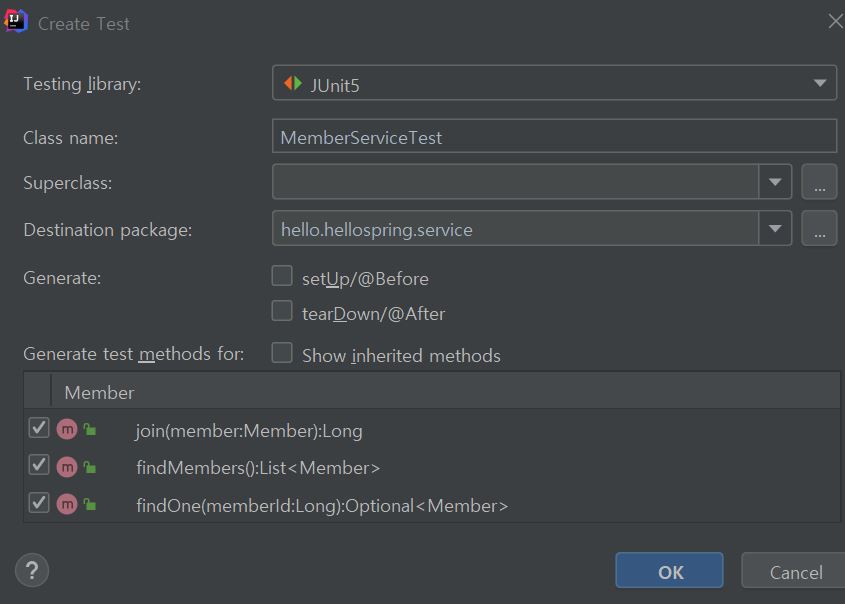 Create Test
Testing library: JUnit5
Class name: MemberServiceTest
Superclass: ...
Destination package: hello.hellospring.service ...
Generate: setUp/@Before
tearDown/@After
Generate test methods for: Show inherited methods
Member
m join(member:Member):Long
m findMembers():List<Member>
m findOne(memberId:Long):Optional<Member>
? OK Cancel